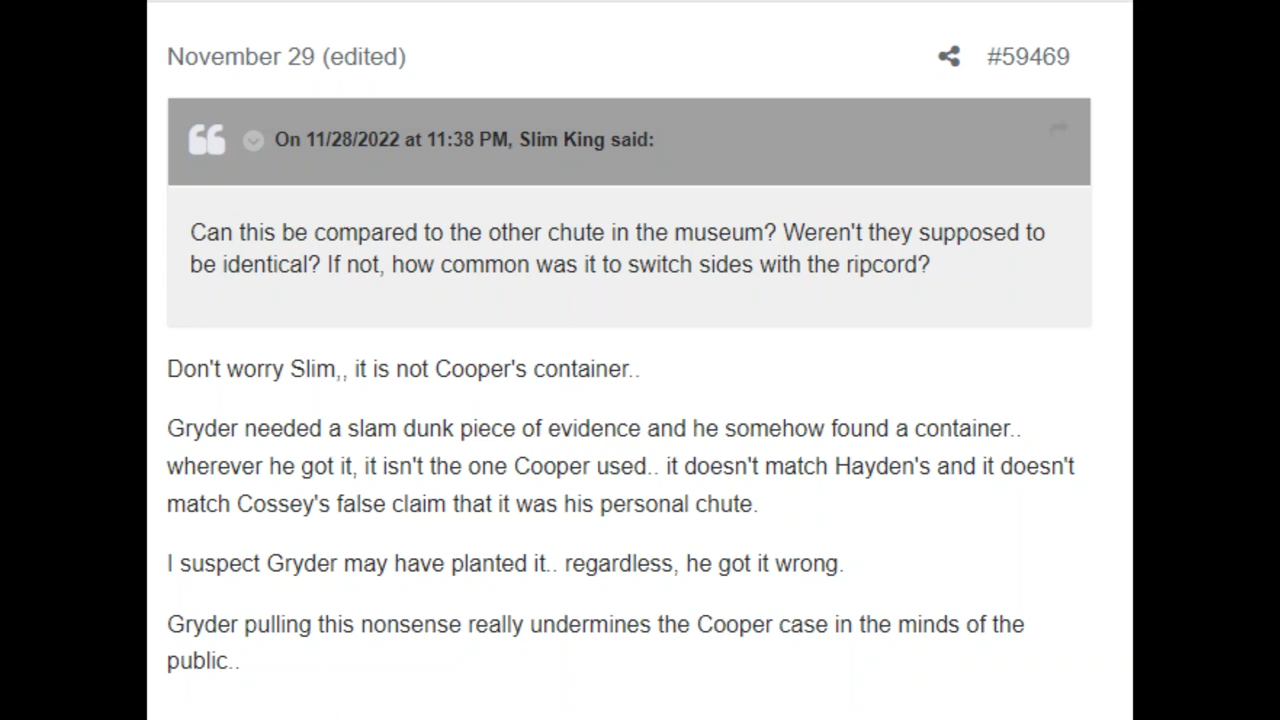 November 29 (edited)
#59469
On 11/28/2022 at 11:38 PM, Slim King said:
Can this be compared to the other chute in the museum? Weren't they supposed to
be identical? If not, how common was it to switch sides with the ripcord?
Don't worry Slim,, it is not Cooper's container..
Gryder needed a slam dunk piece of evidence and he somehow found a container..
wherever he got it, it isn't the one Cooper used.. it doesn't match Hayden's and it doesn't
match Cossey's false claim that it was his personal chute.
I suspect Gryder may have planted it.. regardless, he got it wrong.
Gryder pulling this nonsense really undermines the Cooper case in the minds of the
public..